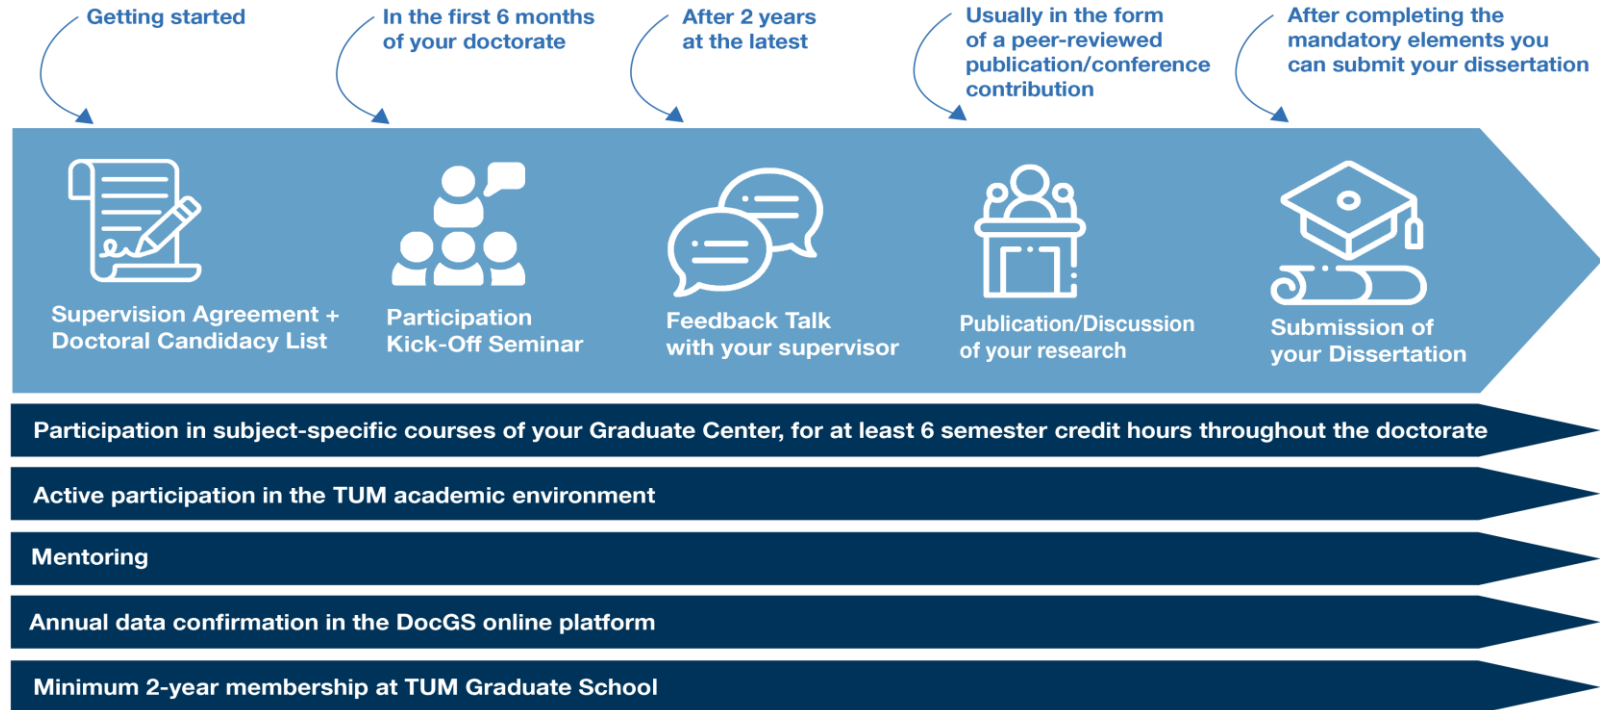 Getting started
In the first 6 months
of your doctorate
After 2 years
at the latest
Usually in the form
of a peer-reviewed
publication/conference
contribution
After completing the
mandatory elements you
can submit your dissertation
Supervision Agreement +
Doctoral Candidacy List
Participation
Kick-Off Seminar
Feedback Talk
with your supervisor
Publication/Discussion
of your research
Submission of
your Dissertation
Participation in subject-specific courses of your Graduate Center, for at least 6 semester credit hours throughout the doctorate
Active participation in the TUM academic environment
Mentoring
Annual data confirmation in the DocGS online platform
Minimum 2-year membership at TUM Graduate School